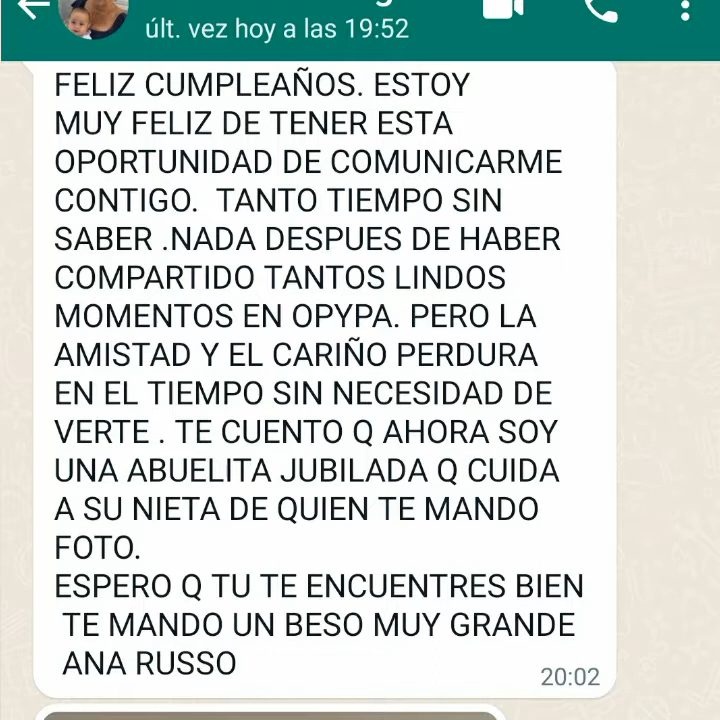 últ. vez hoy a las 19:52
FELIZ CUMPLEAÑOS. ESTOY
MUY FELIZ DE TENER ESTA
OPORTUNIDAD DE COMUNICARME
CONTIGO.  TANTO TIEMPO SIN
SABER .NADA DESPUES DE HABER
COMPARTIDO TANTOS LINDOS
MOMENTOS EN OPYPA. PERO LA
AMISTAD Y EL CARIÑO PERDURA
EN EL TIEMPO SIN NECESIDAD DE
VERTE . TE CUENTO Q AHORA SOY
UNA ABUELITA JUBILADA Q CUIDA
A SU NIETA DE QUIEN TE MANDO
FOTO.
ESPERO Q TU TE ENCUENTRES BIEN
TE MANDO UN BESO MUY GRANDE
ANA RUSSO
20:02